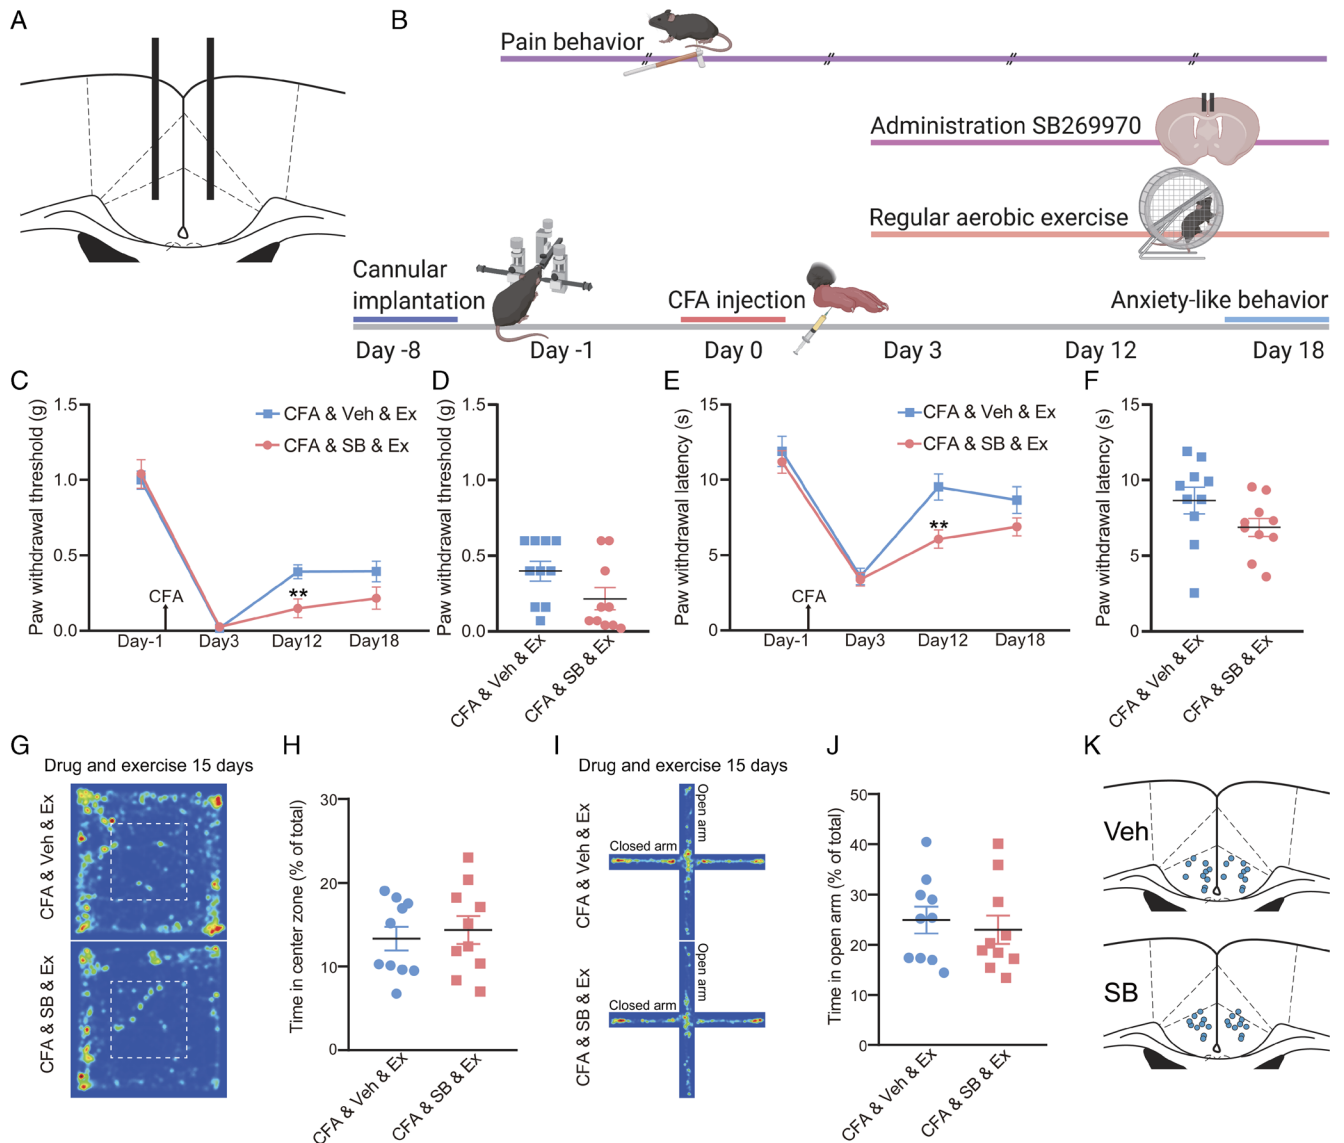 A
B
Pain behavior
Administration SB269970
Regular aerobic exercise
Cannular
implantation
CFA injection
Anxiety-like behavior
Day -8
Day -1
Day 0
Day 3
Day 12
Day 18
C
Paw withdrawal threshold (g)
1.5
1.0
0.5
0.0
CFA & Veh & Ex
CFA & SB & Ex
CFA
**
Day-1
Day3
Day12
Day18
D
Paw withdrawal threshold (g)
1.5
1.0
0.5
0.0
CFA & Veh & Ex
CFA & SB & Ex
E
Paw withdrawal latency (s)
15
10
5
0
CFA & Veh & Ex
CFA & SB & Ex
CFA
**
Day-1
Day3
Day12
Day18
F
Paw withdrawal latency (s)
15
10
5
0
CFA & Veh & Ex
CFA & SB & Ex
G
Drug and exercise 15 days
CFA & Veh & Ex
CFA & SB & Ex
H
Time in center zone (% of total)
30
20
10
0
CFA & Veh & Ex
CFA & SB & Ex
I
Drug and exercise 15 days
CFA & Veh & Ex
Open arm
Closed arm
CFA & SB & Ex
Open arm
Closed arm
J
Time in open arm (% of total)
50
40
30
20
10
0
CFA & Veh & Ex
CFA & SB & Ex
K
Veh
SB